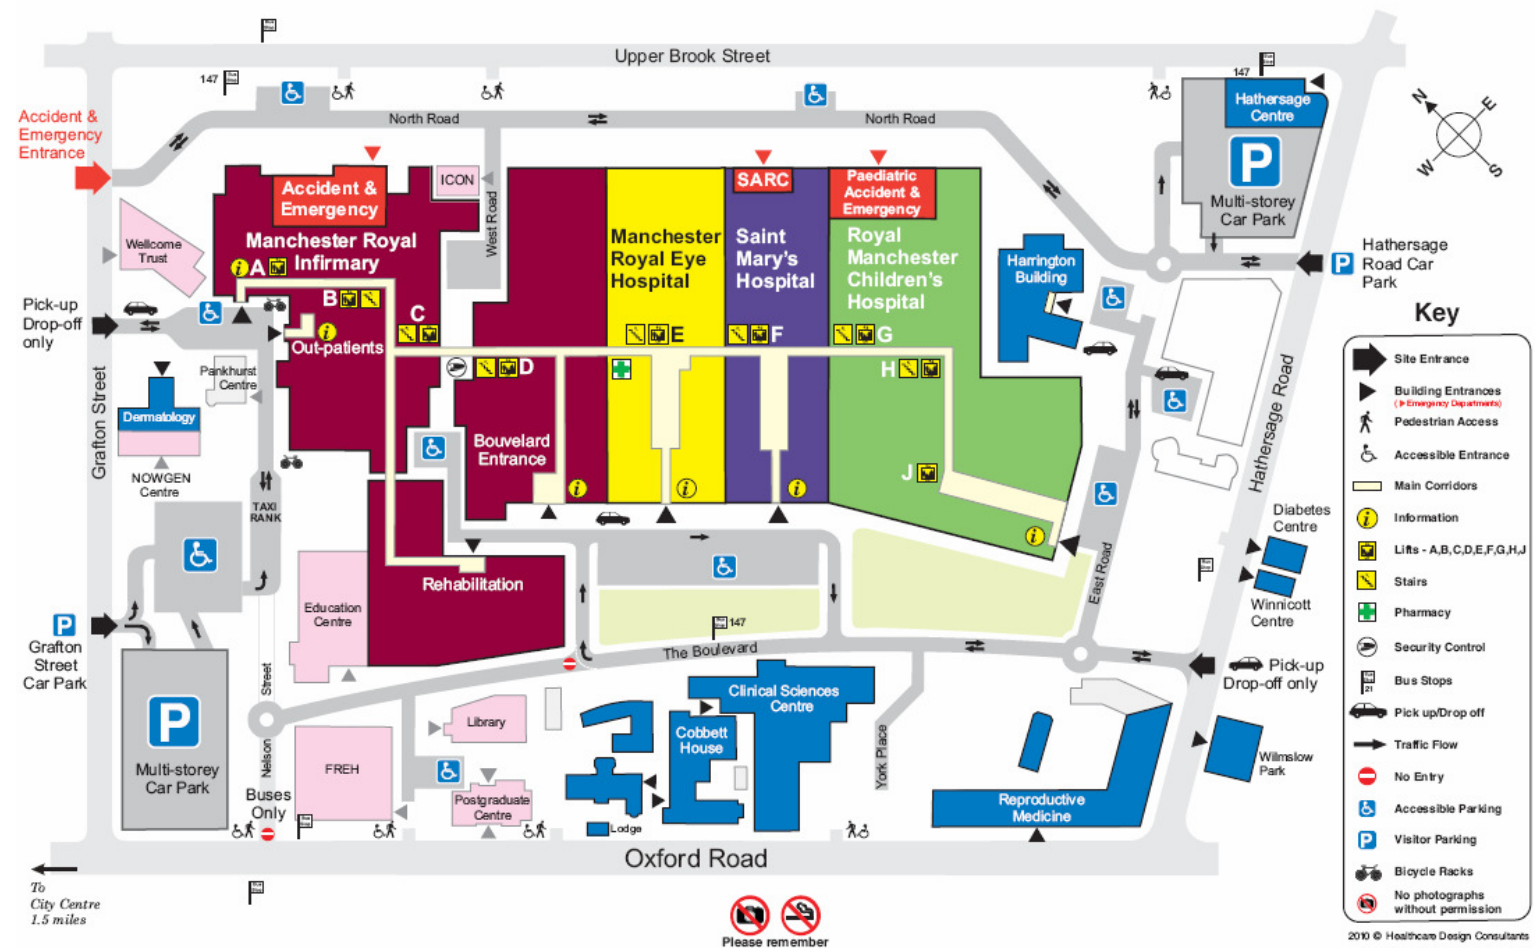 Upper Brook Street
147
147
Hathersage
Centre
N
E
W
S
Accident &
Emergency
Entrance
North Road
North Road
P
Multi-storey
Car Park
ICON
West Road
Accident &
Emergency
SARC
Paediatric
Accident &
Emergency
Wellcome
Trust
Manchester Royal
Infirmary
Manchester
Royal Eye
Hospital
Saint
Mary's
Hospital
Royal
Manchester
Children's
Hospital
Harrington
Building
P
Hathersage
Road Car
Park
i A
B
C
i
Out-patients
D
E
F
G
H
J
Pick-up
Drop-off
only
Pankhurst
Centre
Dermatology
NOWGEN
Centre
Grafton Street
TAXI
RANK
Bouvelard
Entrance
i
i
i
i
Hathersage Road
East Road
Diabetes
Centre
Winnicott
Centre
Rehabilitation
Education
Centre
P
Grafton
Street
Car Park
147
The Boulevard
Pick-up
Drop-off only
P
Multi-storey
Car Park
Nelson Street
Buses
Only
FREH
Library
Postgraduate
Centre
Clinical Sciences
Centre
Cobbett
House
Lodge
York Place
Reproductive
Medicine
Wilmslow
Park
Oxford Road
To
City Centre
1.5 miles
Please remember
Key
Site Entrance
Building Entrances
( Emergency Departments)
Pedestrian Access
Accessible Entrance
Main Corridors
i Information
Lifts - A,B,C,D,E,F,G,H,J
Stairs
Pharmacy
Security Control
21 Bus Stops
Pick up/Drop off
Traffic Flow
No Entry
Accessible Parking
P Visitor Parking
Bicycle Racks
No photographs
without permission
2010 © Healthcare Design Consultants